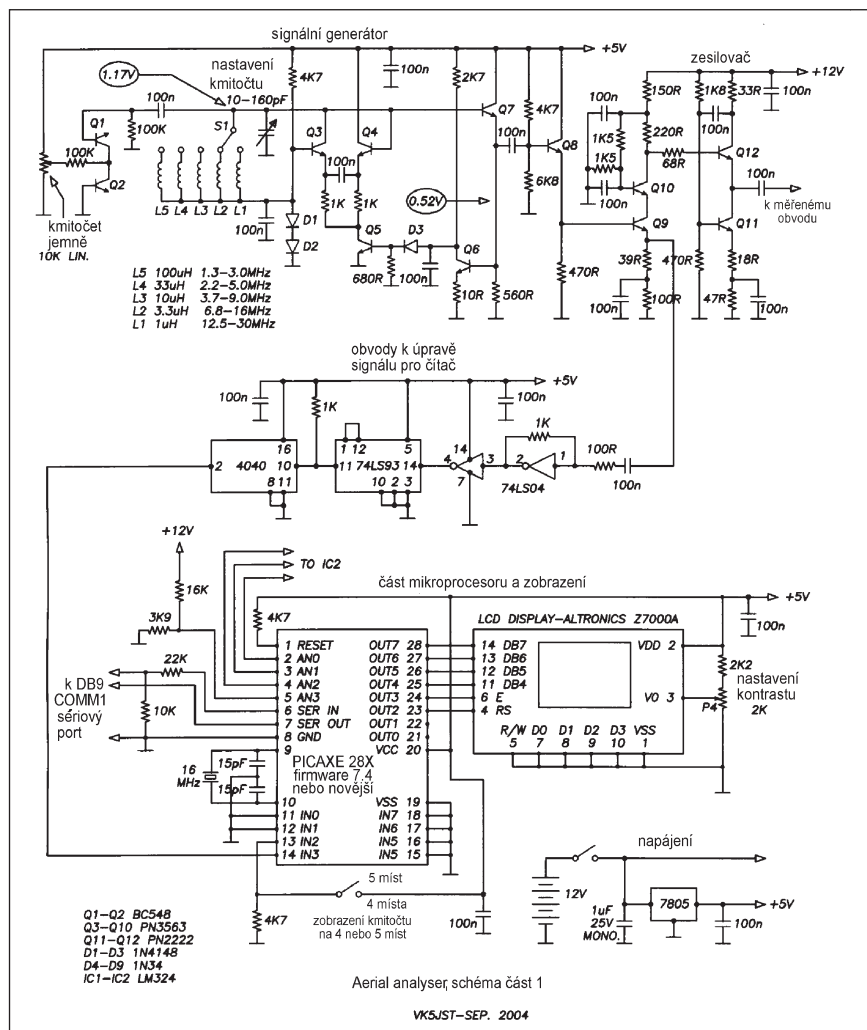 signální generátor
+5V
zesilovač
+12V
1.17V
nastavení
kmitočtu
4K7
100n
2K7
100n
10-160pF
S1
Q1
100K
100K
Q2
Q3
Q4
100n
Q7
4K7
100n
Q8
6K8
150R
1K8
33R
100n
100n
100n
1K5
220R
1K5
68R
Q12
100n
Q10
100n
k měřenému
obvodu
Q9
Q11
L5 L4 L3 L2 L1
kmitočet
jemně
10K LIN.
100n
D1
D2
1K
1K
Q5
D3
0.52V
Q6
680R
100n
10R
560R
470R
39R
470R
18R
100n
100R
47R
100n
L5 100uH 1.3-3.0MHz
L4 33uH 2.2-5.0MHz
L3 10uH 3.7-9.0MHz
L2 3.3uH 6.8-16MHz
L1 1uH 12.5-30MHz
obvody k úpravě
signálu pro čítač
+5V
100n
1K
100n
1K
16
2 4040 10
8 11
1 12 5
11 74LS93 14
10 2 3
14
4 3
7
2 1
74LS04
100R
100n
+12V
16K
3K9
TO IC2
část mikroprocesoru a zobrazení
+5V
100n
4K7
22K
10K
k DB9
COMM1
sériový
port
16
MHz
15pF
15pF
1 RESET OUT7 28
2 AN0 OUT6 27
3 AN1 OUT5 26
4 AN2 OUT4 25
5 AN3 OUT3 24
6 SER IN OUT2 23
7 SER OUT OUT1 22
8 GND OUT0 21
9 VCC 20
PICAXE 28X
firmware 7.4
nebo novější
10 VSS 19
11 IN0 IN7 18
12 IN1 IN6 17
13 IN2 IN5 16
14 IN3 IN5 15
LCD DISPLAY-ALTRONICS Z7000A
14 DB7 VDD 2
13 DB6
12 DB5
11 DB4
6 E VO 3
4 RS
R/W D0 D1 D2 D3 VSS
5 7 8 9 10 1
2K2
nastavení
kontrastu
2K
P4
5 míst
4 místa
zobrazení kmitočtu
na 4 nebo 5 míst
4K7
100n
napájení
12V
1uF
25V
MONO.
7805
+5V
100n
Q1-Q2 BC548
Q3-Q10 PN3563
Q11-Q12 PN2222
D1-D3 1N4148
D4-D9 1N34
IC1-IC2 LM324
Aerial analyser, schéma část 1
VK5JST-SEP. 2004